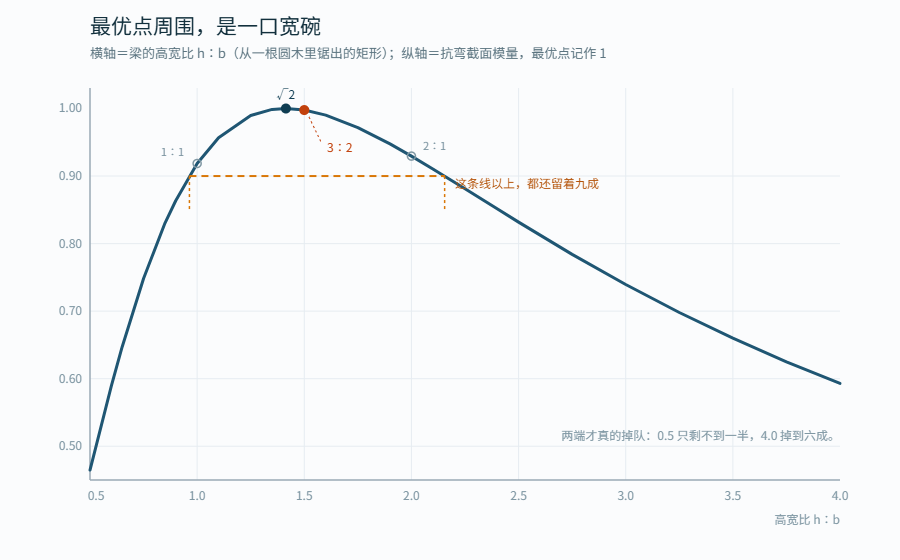 最优点周围，是一口宽碗
横轴＝梁的高宽比 h：b（从一根圆木里锯出的矩形）；纵轴＝抗弯截面模量，最优点记作 1
√2
1.00
3：2
1：1
2：1
0.90
这条线以上，都还留着九成
0.80
0.70
0.60
两端才真的掉队：0.5 只剩不到一半，4.0 掉到六成。
0.50
0.5 1.0 1.5 2.0 2.5 3.0 3.5 4.0
高宽比 h：b